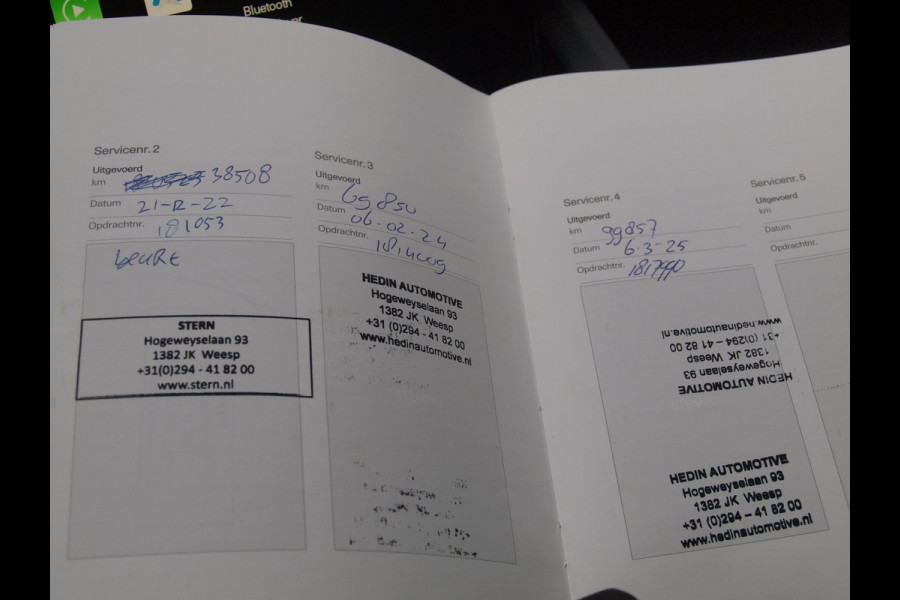 Bluetooth
Servicenr. 2
Uitgevoerd
km 38508
Datum 21-12-22
Opdrachtnr. 181053
beurt
STERN
Hogeweyselaan 93
1382 JK Weesp
+31(0)294 - 41 82 00
www.stern.nl
Servicenr. 3
Uitgevoerd
km 69850
Datum 06-02-24
Opdrachtnr.
HEDIN AUTOMOTIVE
Hogeweyselaan 93
1382 JK Weesp
+31 (0)294 - 41 82 00
www.hedinautomotive.nl
Servicenr. 4
Uitgevoerd
km 99857
Datum 6-3-25
Opdrachtnr.
HEDIN AUTOMOTIVE
Hogeweyselaan 93
1382 JK Weesp
+31 (0)294 – 41 82 00
www.hedinautomotive.nl
HEDIN AUTOMOTIVE
Hogeweyselaan 93
1382 JK Weesp
+31 (0)294 – 41 82 00
www.hedinautomotive.nl
Servicenr. 5
Uitgevoerd
km
Datum
Opdrachtnr.